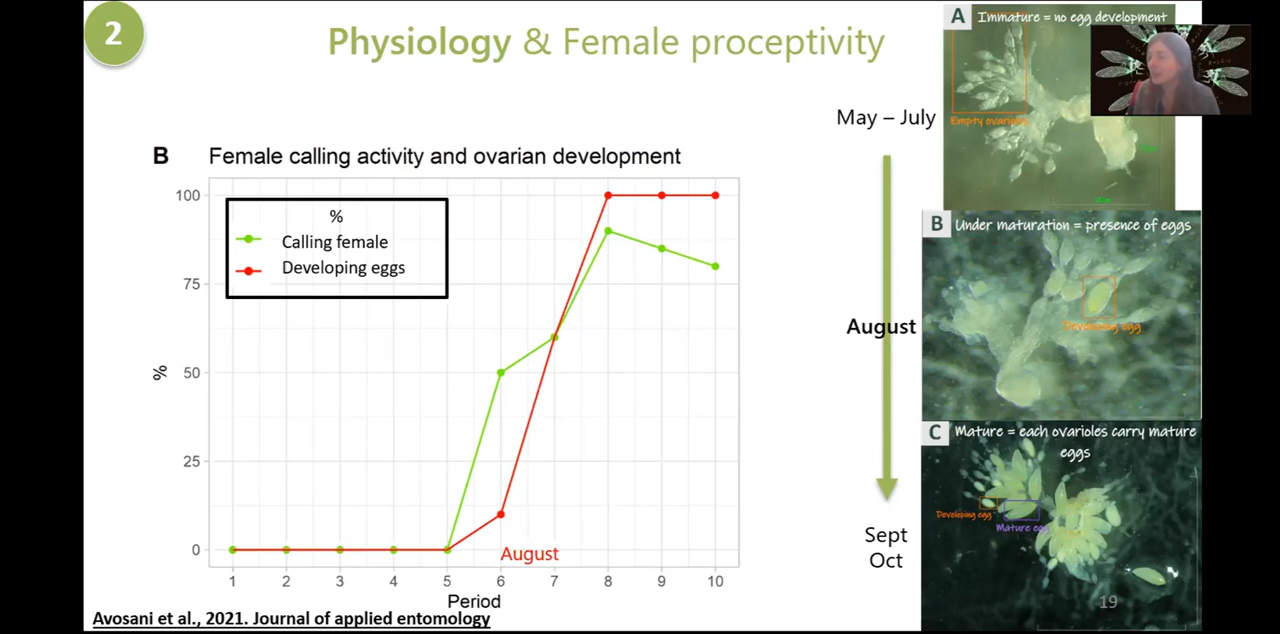 2
Physiology & Female proceptivity
B Female calling activity and ovarian development
%
Calling female
Developing eggs
100
75
50
25
0
%
1 2 3 4 5 6 7 8 9 10
August
Period
Avosani et al., 2021. Journal of applied entomology
May – July
August
Sept
Oct
A Immature = no egg development
Empty ovarioles
B Under maturation = presence of eggs
Developing egg
C Mature = each ovarioles carry mature
eggs
Developing egg
Mature egg
19